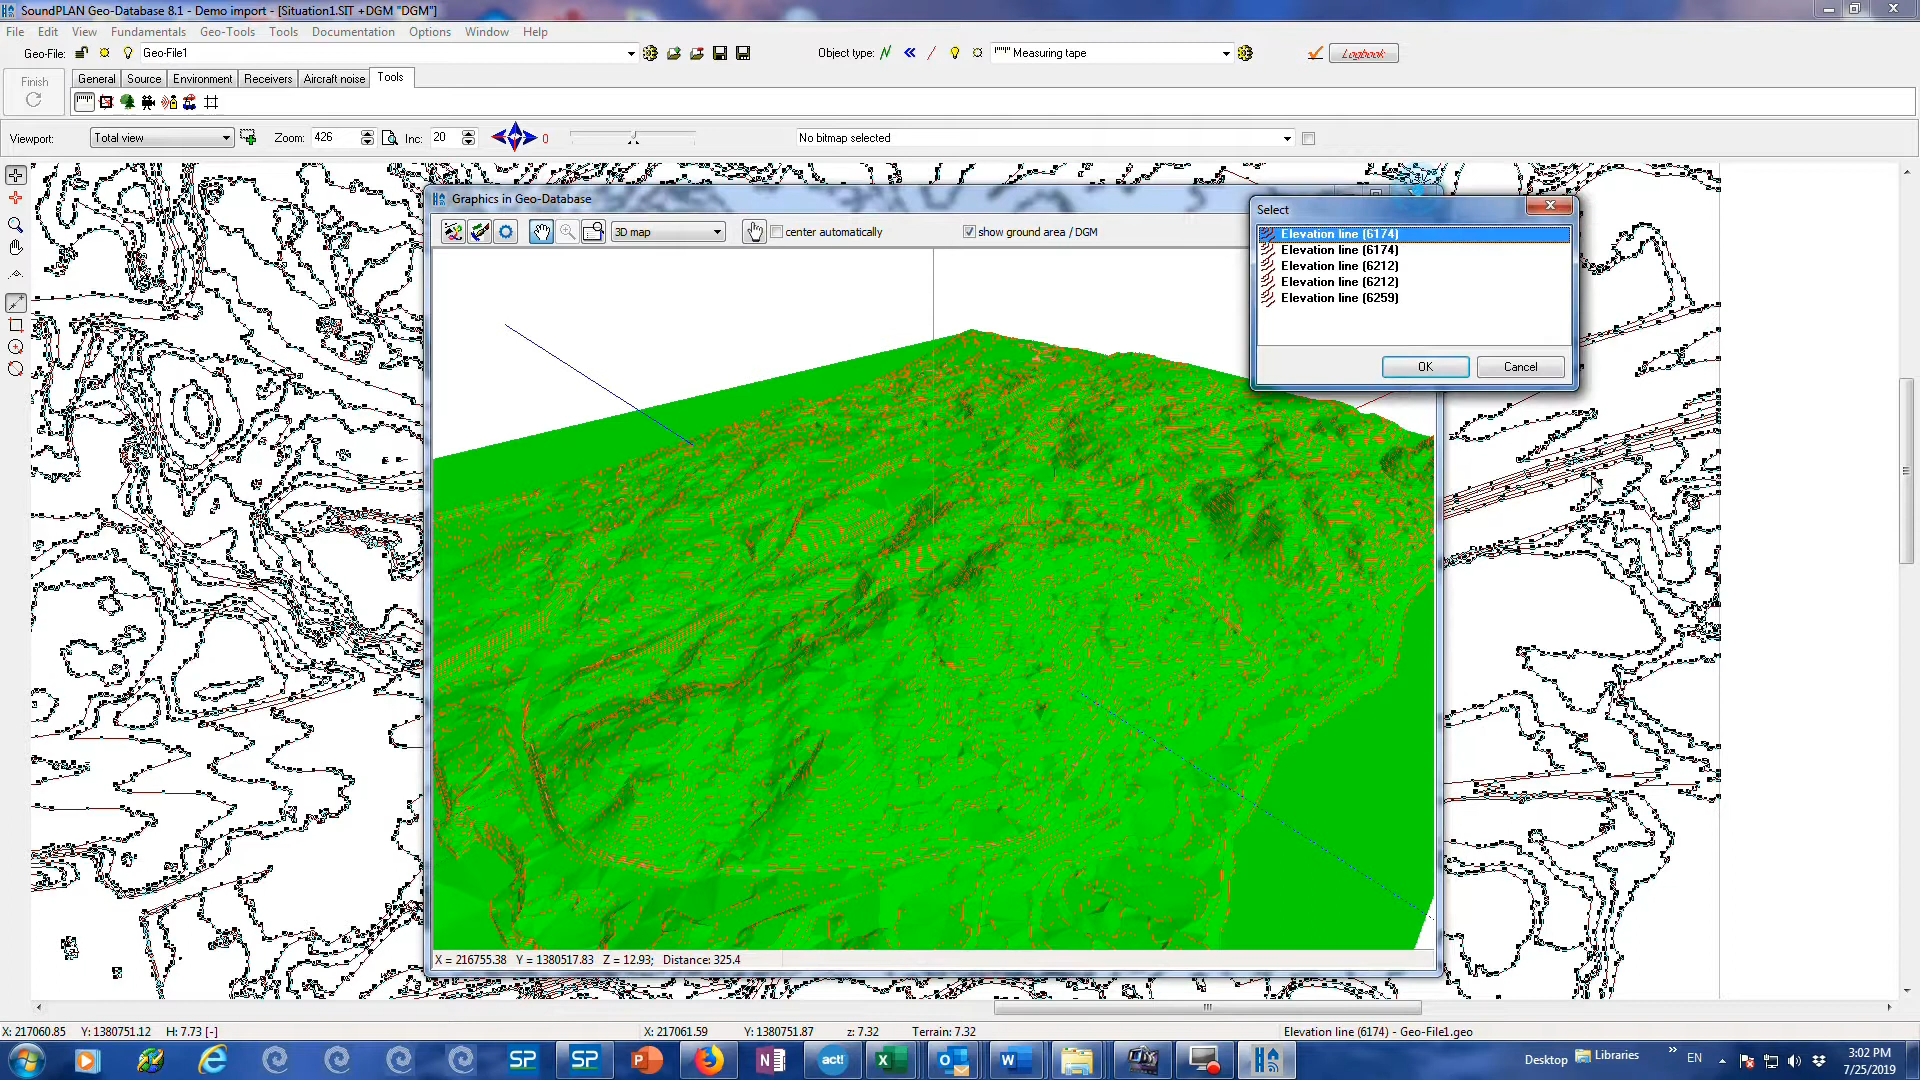 SoundPLAN Geo-Database 8.1 - Demo import - [Situation1.SIT +DGM "DGM"]
File Edit View Fundamentals Geo-Tools Tools Documentation Options Window Help
Geo-File: Geo-File1 Object type: Measuring tape Logbook
Finish General Source Environment Receivers Aircraft noise Tools
Viewport: Total view Zoom: 426 Inc: 20 0 No bitmap selected
Graphics in Geo-Database
3D map center automatically show ground area / DGM
Select
Elevation line (6174)
Elevation line (6174)
Elevation line (6212)
Elevation line (6212)
Elevation line (6259)
OK Cancel
X = 216755.38 Y = 1380517.83 Z = 12.93; Distance: 325.4
X: 217060.85 Y: 1380751.12 H: 7.73 [-] X: 217061.59 Y: 1380751.87 z: 7.32 Terrain: 7.32 Elevation line (6174) - Geo-File1.geo
SP SP P N act! X O W Desktop Libraries » EN 3:02 PM
7/25/2019